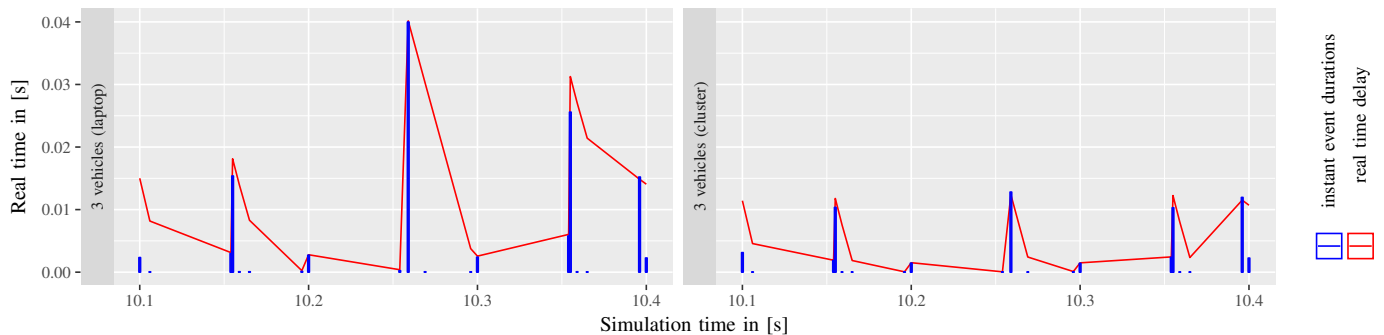 Real time in [s]
0.04
0.03
0.02
0.01
0.00
3 vehicles (laptop)
10.1
10.2
10.3
10.4
3 vehicles (cluster)
10.1
10.2
10.3
10.4
Simulation time in [s]
instant event durations
real time delay